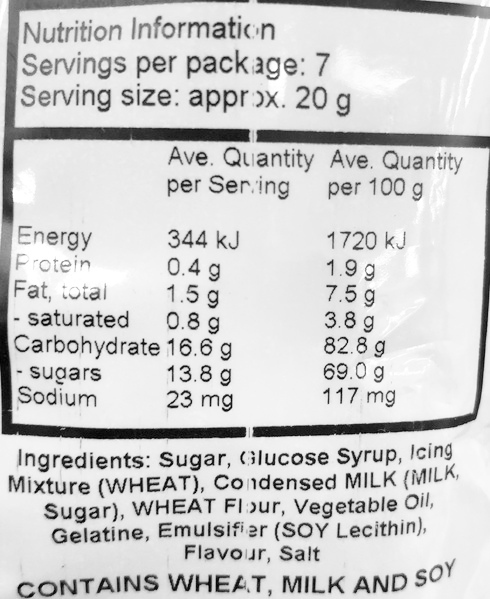 Nutrition Information
Servings per package: 7
Serving size: approx. 20 g
Ave. Quantity Ave. Quantity
per Serving per 100 g
Energy 344 kJ 1720 kJ
Protein 0.4 g 1.9 g
Fat, total 1.5 g 7.5 g
- saturated 0.8 g 3.8 g
Carbohydrate 16.6 g 82.8 g
- sugars 13.8 g 69.0 g
Sodium 23 mg 117 mg
Ingredients: Sugar, Glucose Syrup, Icing
Mixture (WHEAT), Condensed MILK (MILK,
Sugar), WHEAT Flour, Vegetable Oil,
Gelatine, Emulsifier (SOY Lecithin),
Flavour, Salt
CONTAINS WHEAT, MILK AND SOY